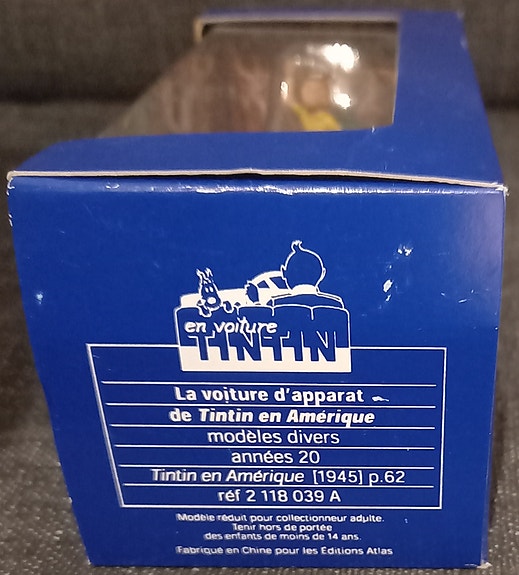 en voiture
TINTIN
La voiture d'apparat
de Tintin en Amérique
modèles divers
années 20
Tintin en Amérique [1945] p.62
réf 2 118 039 A
Modèle réduit pour collectionneur adulte.
Tenir hors de portée
des enfants de moins de 14 ans.
Fabriqué en Chine pour les Editions Atlas